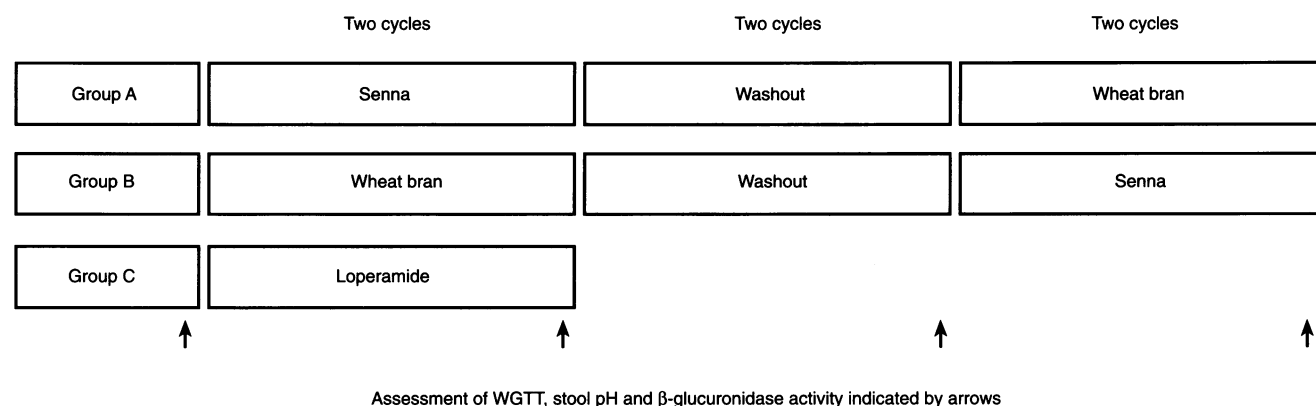 Two cycles Two cycles Two cycles
Group A Senna Washout Wheat bran
Group B Wheat bran Washout Senna
Group C Loperamide
Assessment of WGTT, stool pH and β-glucuronidase activity indicated by arrows